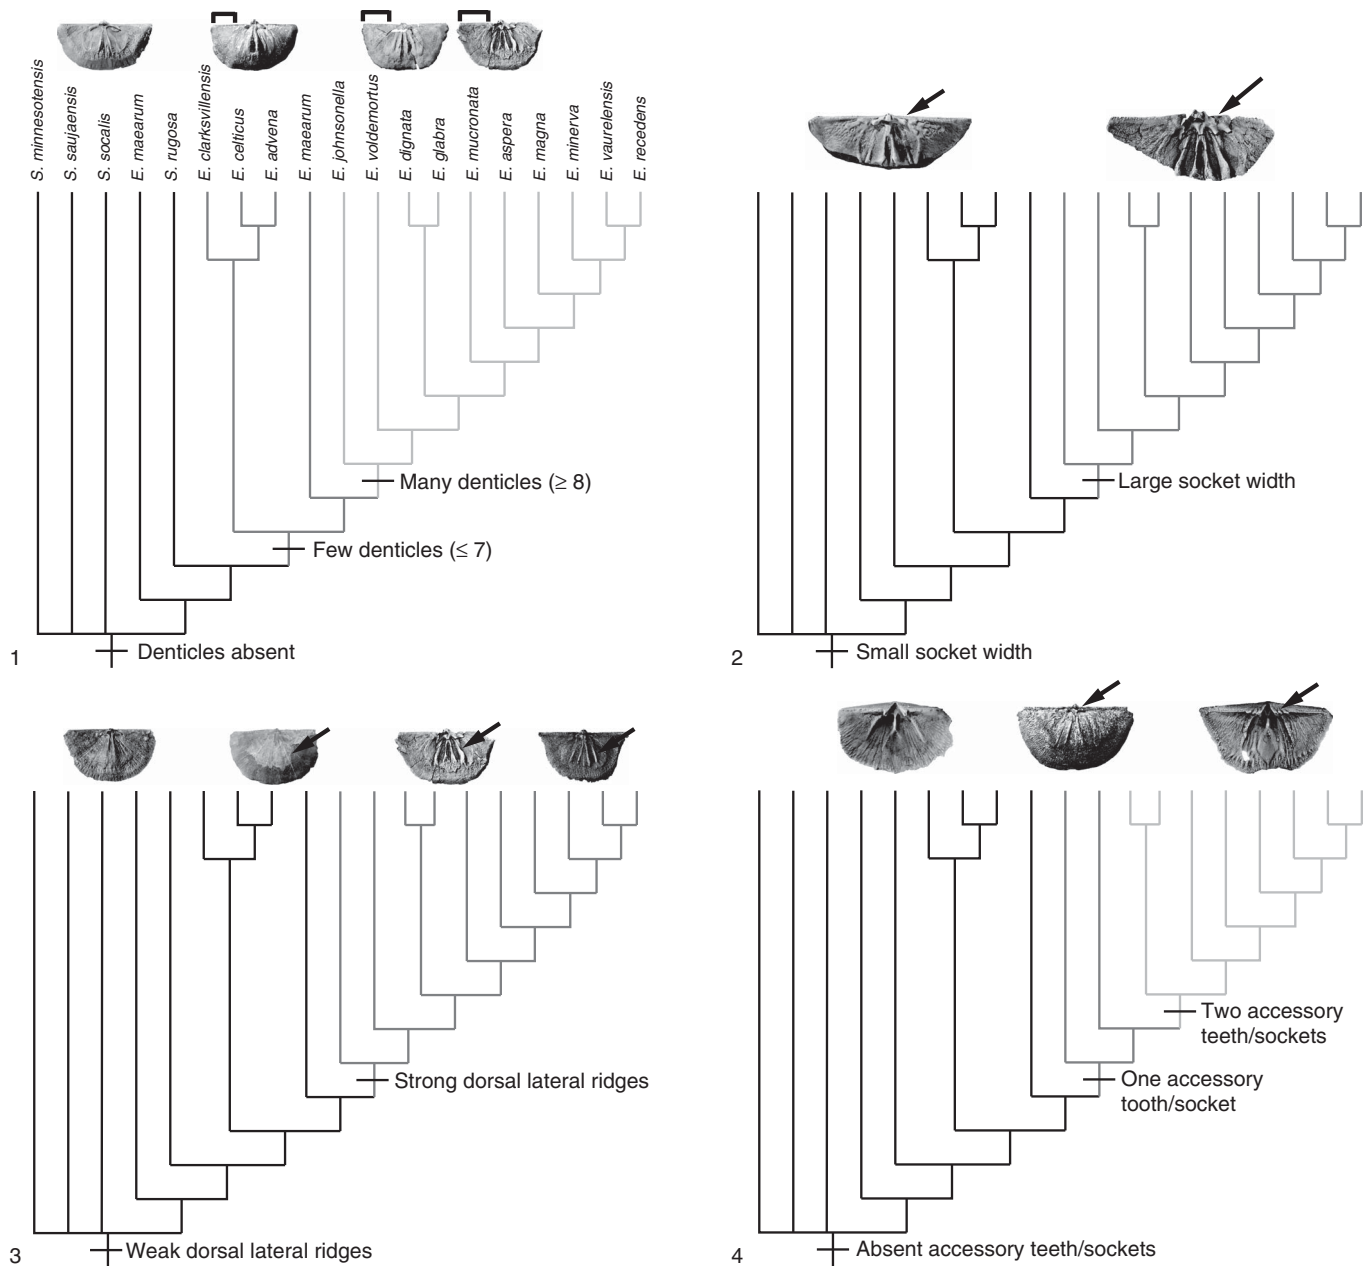 S. minnesotensis
S. saujaensis
S. socalis
E. maearum
S. rugosa
E. clarksvillensis
E. celticus
E. advena
E. maearum
E. johnsonella
E. voldemortus
E. dignata
E. glabra
E. mucronata
E. aspera
E. magna
E. minerva
E. vaurelensis
E. recedens
Many denticles (≥ 8)
Few denticles (≤ 7)
Denticles absent
1
Large socket width
Small socket width
2
Strong dorsal lateral ridges
Weak dorsal lateral ridges
3
Two accessory
teeth/sockets
One accessory
tooth/socket
Absent accessory teeth/sockets
4